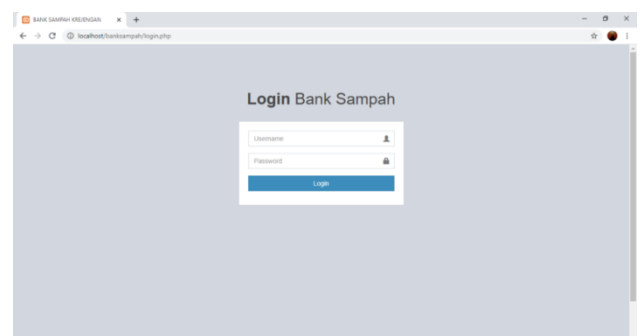 BANK SAMPAH KREJENGAN
localhost/banksampah/login.php
Login Bank Sampah
Username
Password
Login